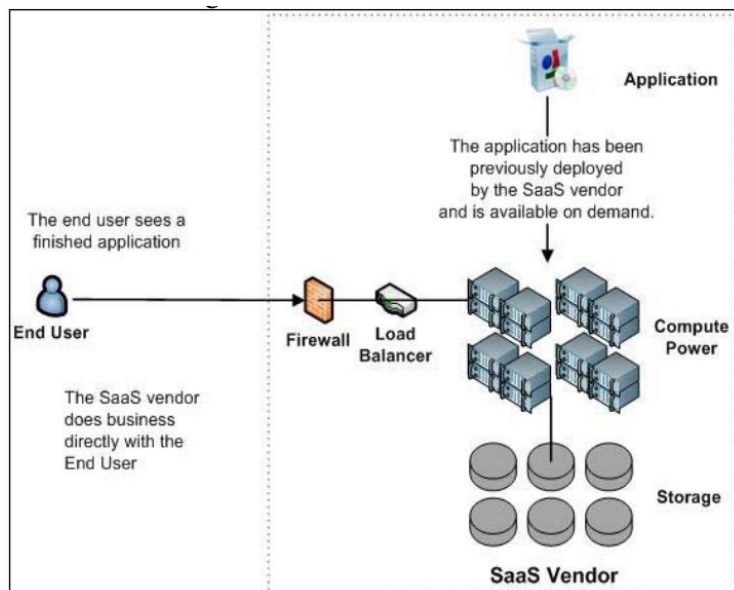 Application
The application has been
previously deployed
by the SaaS vendor
and is available on demand.
The end user sees a
finished application
End User
Firewall
Load
Balancer
Compute
Power
The SaaS vendor
does business
directly with the
End User
Storage
SaaS Vendor